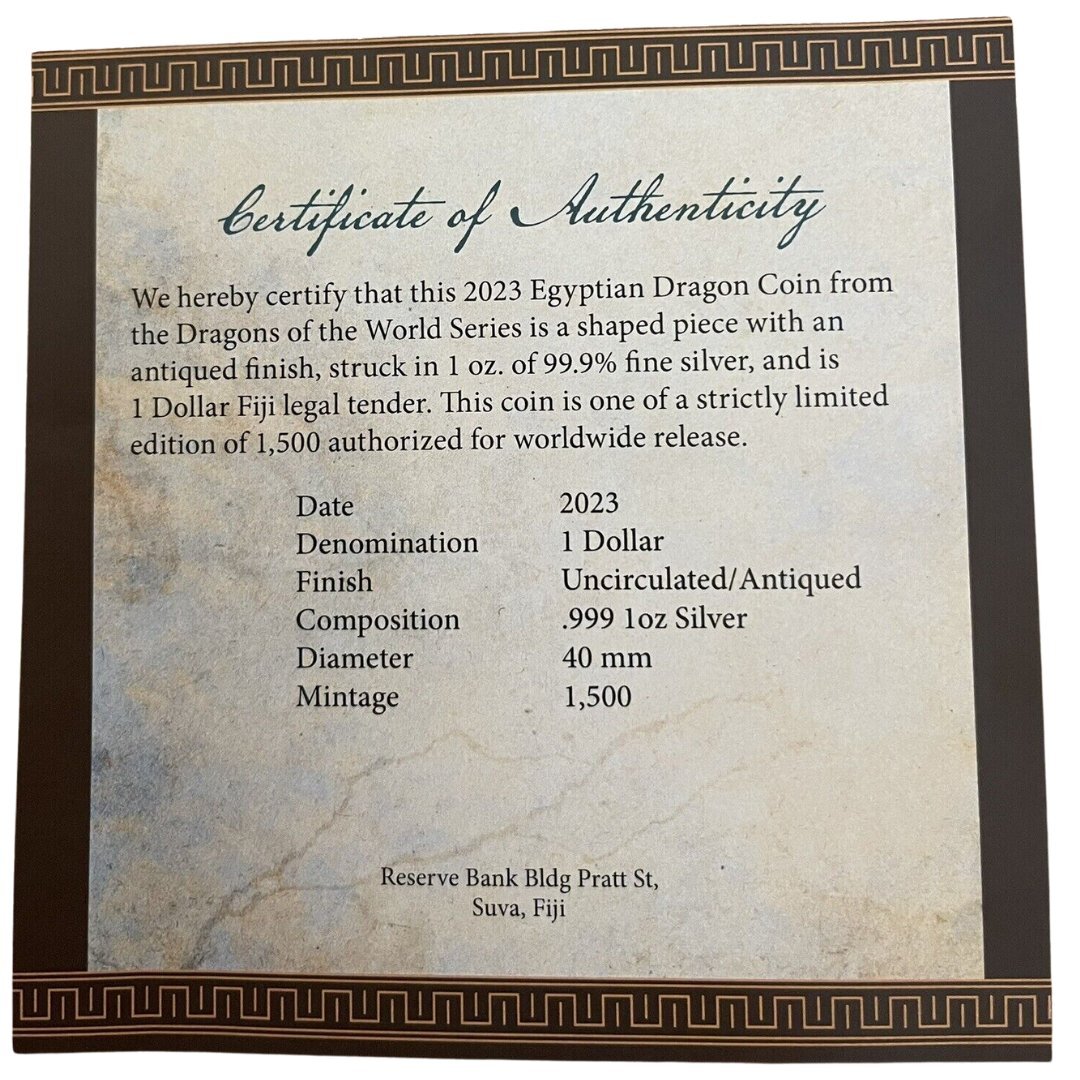 Certificate of Authenticity
We hereby certify that this 2023 Egyptian Dragon Coin from
the Dragons of the World Series is a shaped piece with an
antiqued finish, struck in 1 oz. of 99.9% fine silver, and is
1 Dollar Fiji legal tender. This coin is one of a strictly limited
edition of 1,500 authorized for worldwide release.
Date 2023
Denomination 1 Dollar
Finish Uncirculated/Antiqued
Composition .999 1oz Silver
Diameter 40 mm
Mintage 1,500
Reserve Bank Bldg Pratt St,
Suva, Fiji